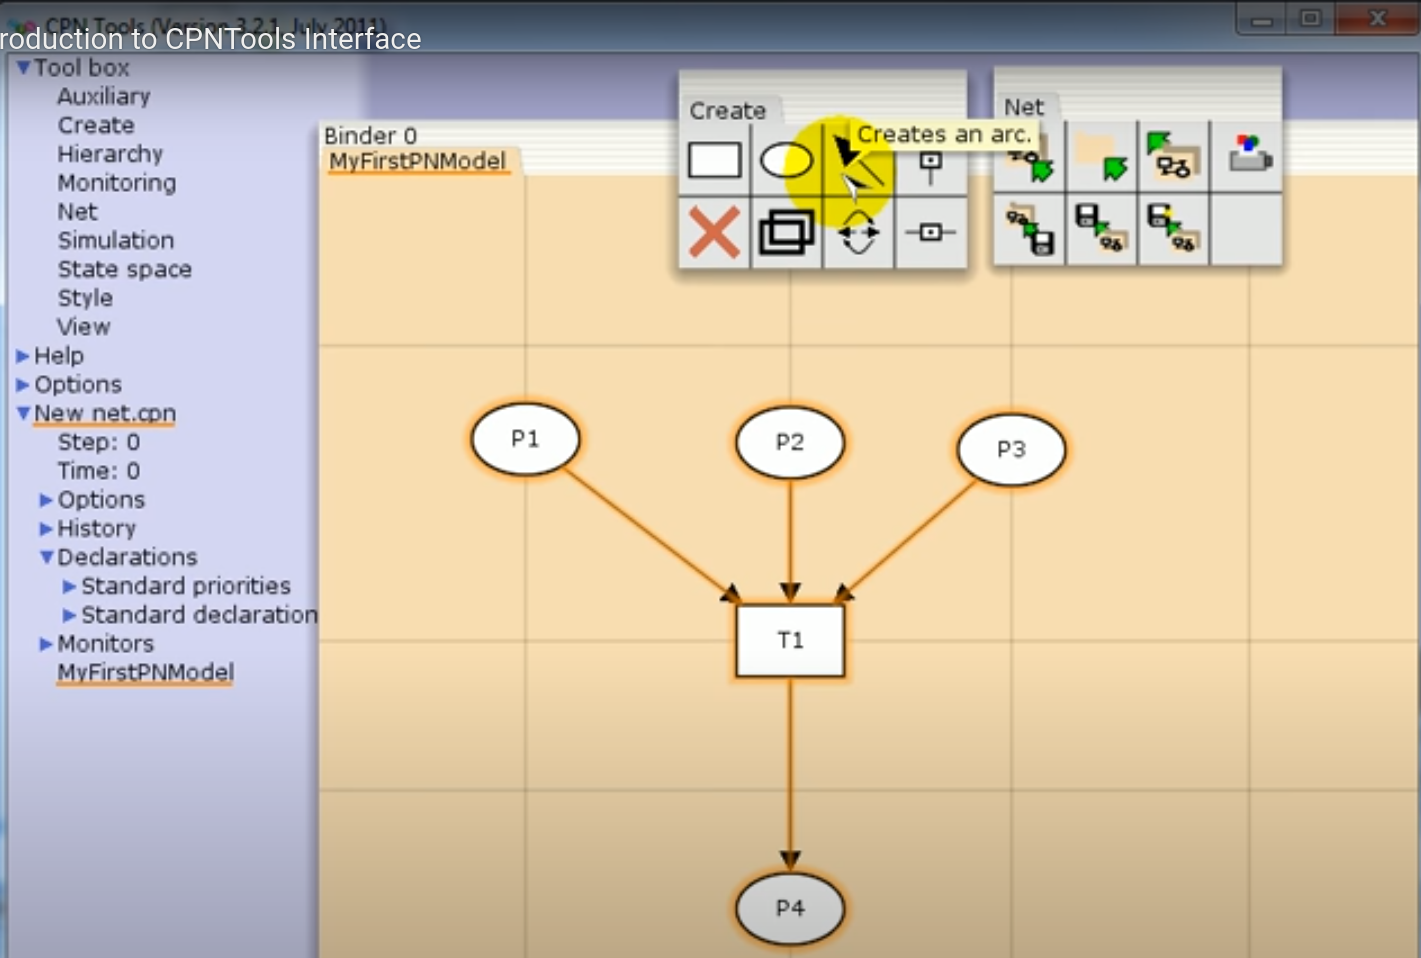 CPN Tools (Version 3.2.1, July 2011)
roduction to CPNTools Interface
Tool box
Auxiliary
Create
Hierarchy
Monitoring
Net
Simulation
State space
Style
View
Help
Options
New net.cpn
Step: 0
Time: 0
Options
History
Declarations
Standard priorities
Standard declaration
Monitors
MyFirstPNModel
Binder 0
MyFirstPNModel
Create
Creates an arc.
Net
P1
P2
P3
T1
P4